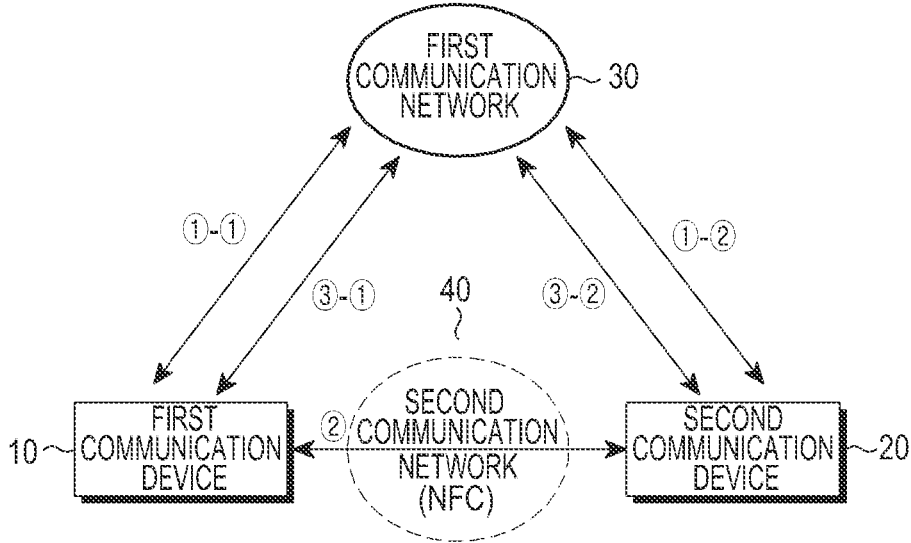 FIRST
COMMUNICATION
NETWORK
30
①-①
①-②
③-①
③-②
40
10
FIRST
COMMUNICATION
DEVICE
②
SECOND
COMMUNICATION
NETWORK
(NFC)
SECOND
COMMUNICATION
DEVICE
20